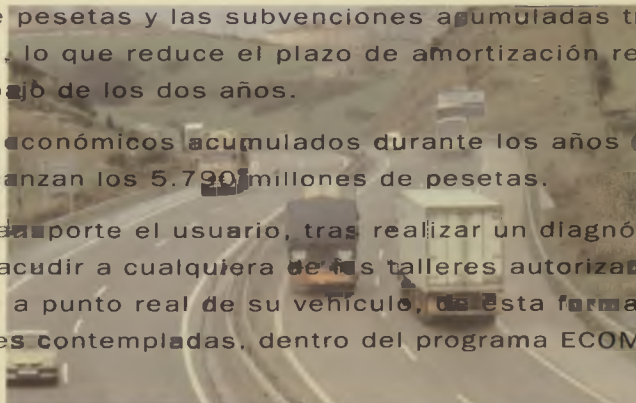 pesetas y las subvenciones acumuladas
lo que reduce el plazo de amortización
de los dos años.
económicos acumulados durante los años
los 5.790 millones de pesetas.
el usuario, tras realizar un
acudir a cualquiera de los talleres
a punto real de su vehículo, de esta forma
contempladas, dentro del programa